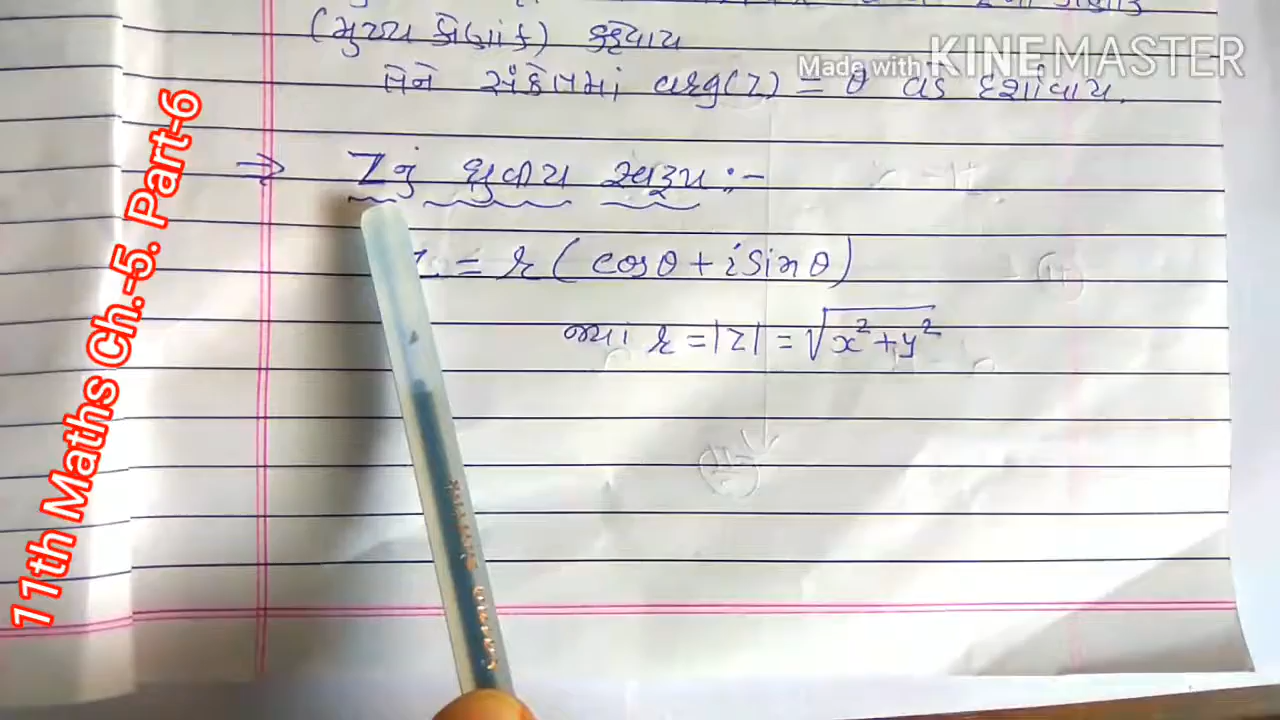 (મુખ્ય કોણાંક) કહેવાય
Made with KINEMASTER
તેને સંકેતમાં arg(z) = θ વડે દર્શાવાય.
⇒ Zનું ધ્રુવીય સ્વરૂપ :-
z = r (cosθ + i sinθ)
જ્યાં r = |z| = √x²+y²
11th Maths Ch.-5. Part-6